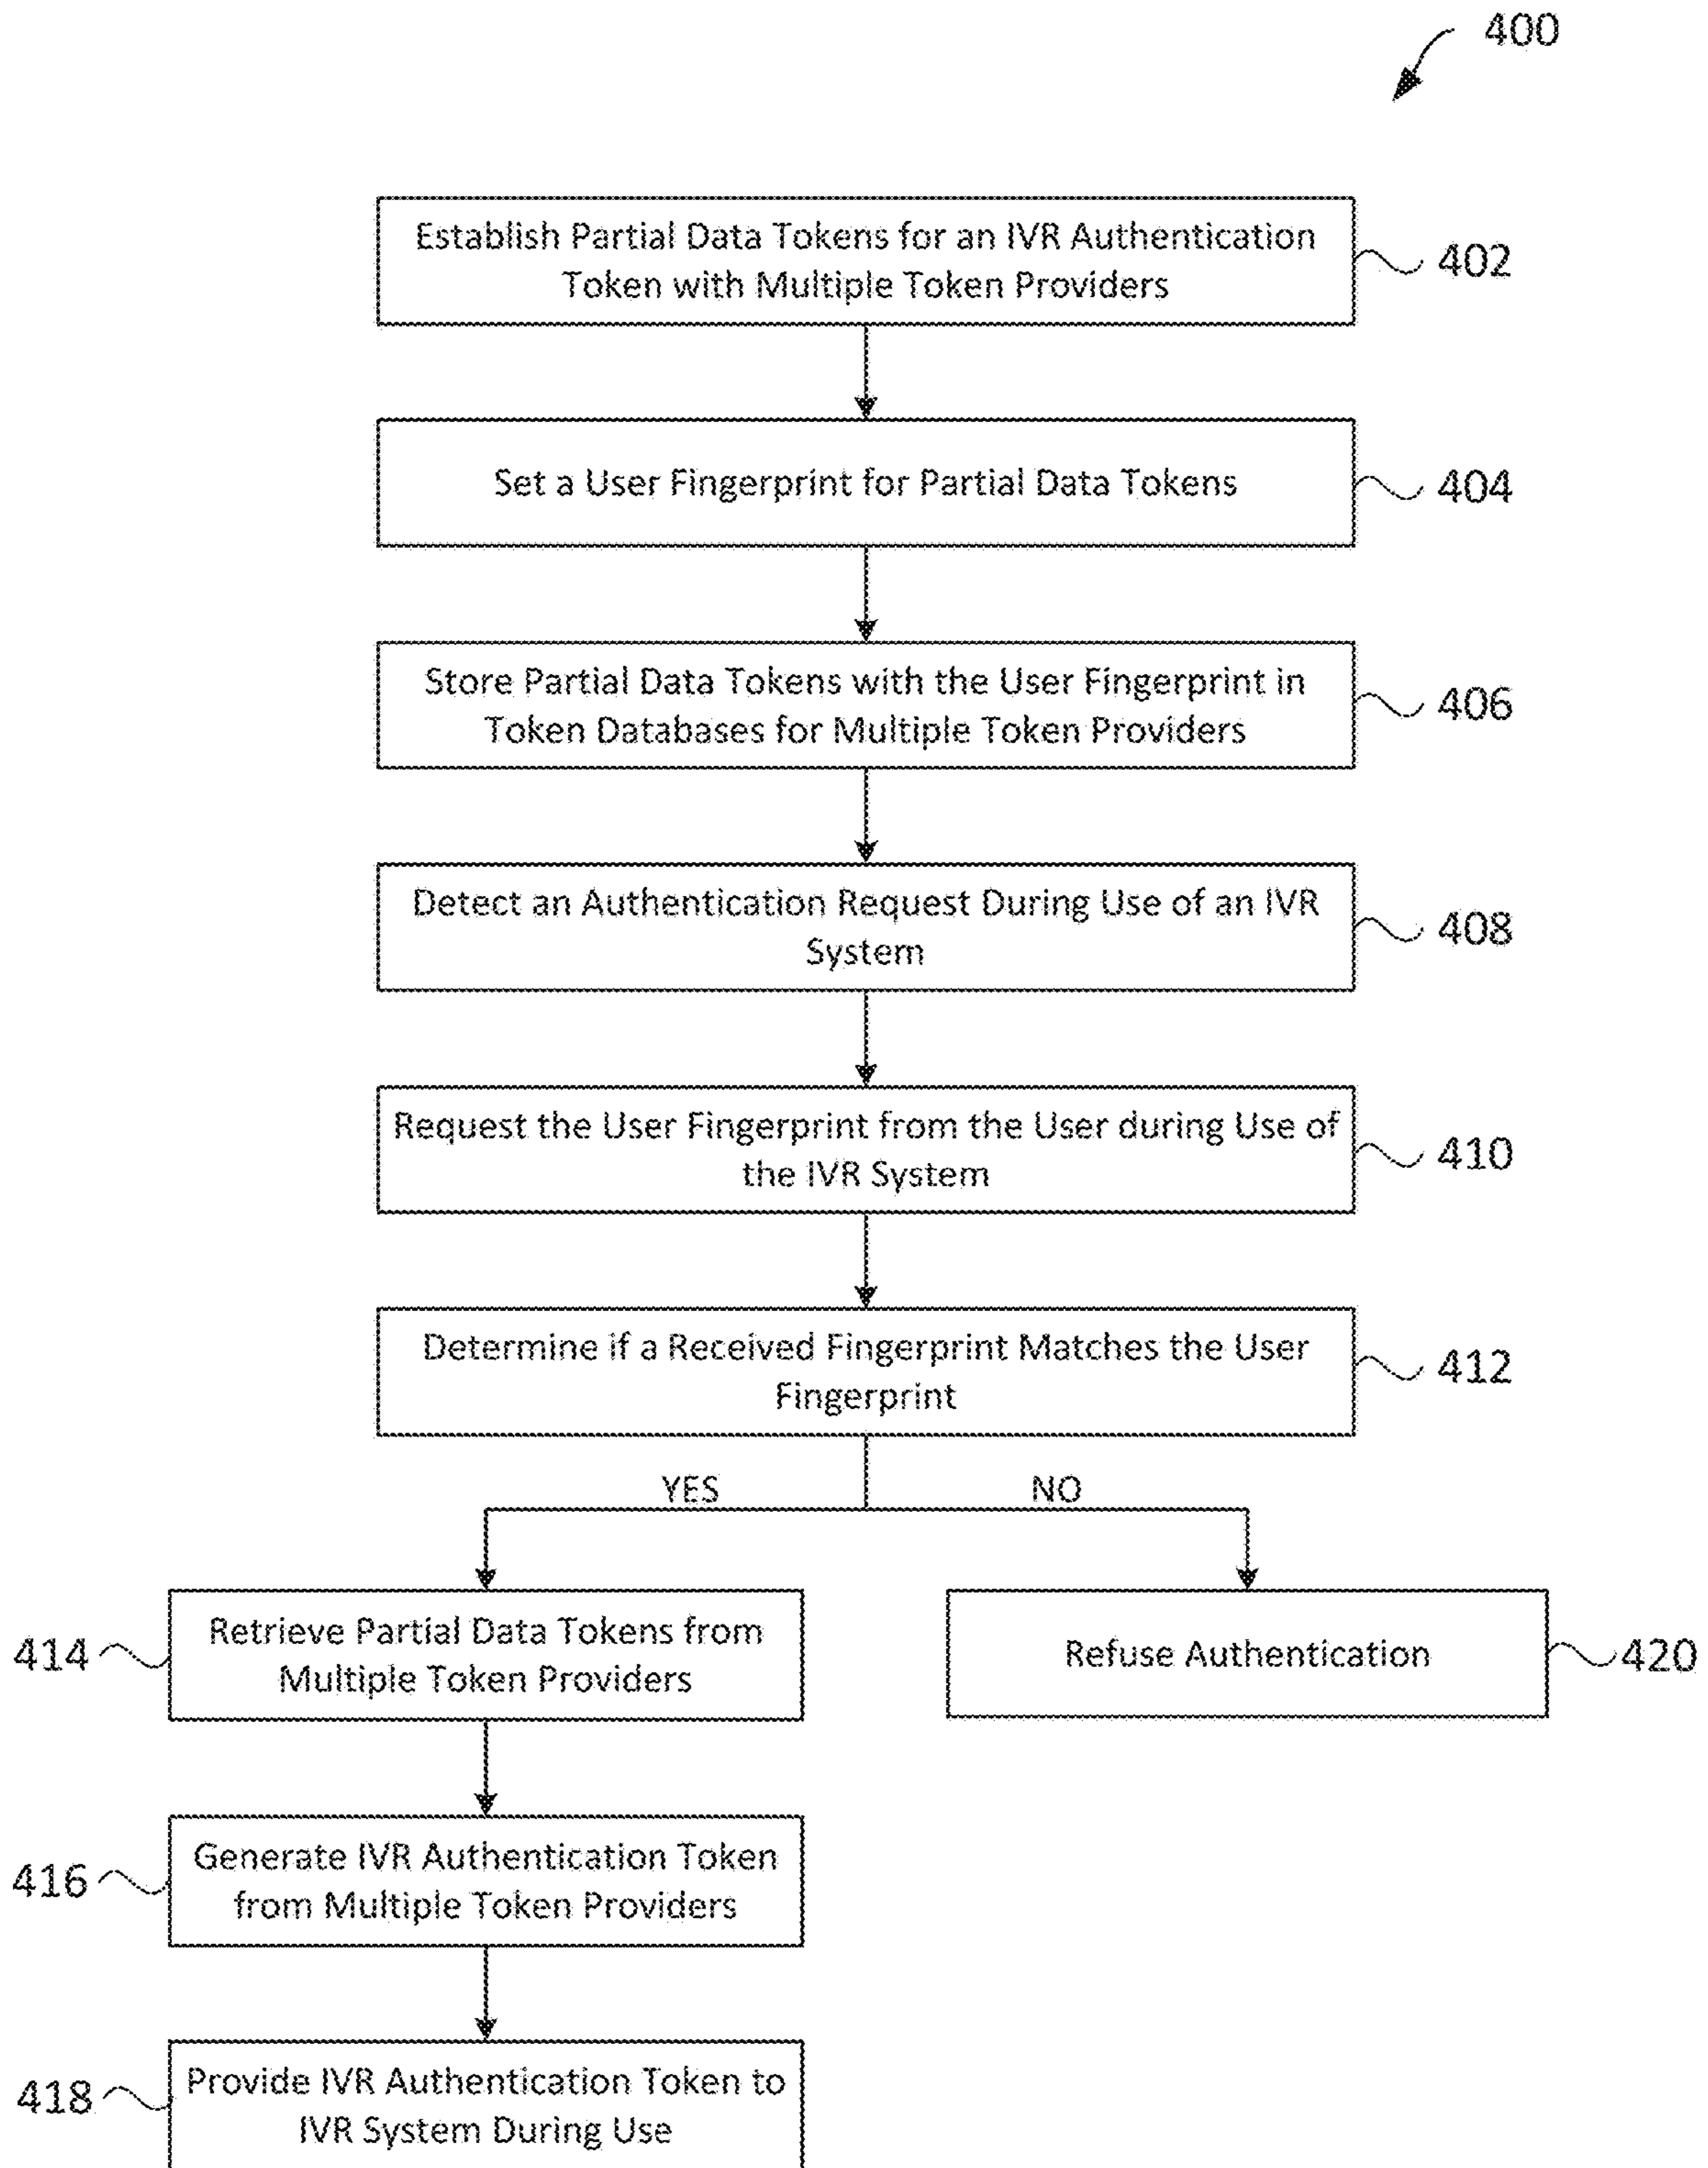 400
Establish Partial Data Tokens for an IVR Authentication
Token with Multiple Token Providers
402
Set a User Fingerprint for Partial Data Tokens
404
Store Partial Data Tokens with the User Fingerprint in
Token Databases for Multiple Token Providers
406
Detect an Authentication Request During Use of an IVR
System
408
Request the User Fingerprint from the User during Use of
the IVR System
410
Determine if a Received Fingerprint Matches the User
Fingerprint
412
YES
NO
414
Retrieve Partial Data Tokens from
Multiple Token Providers
Refuse Authentication
420
416
Generate IVR Authentication Token
from Multiple Token Providers
418
Provide IVR Authentication Token to
IVR System During Use